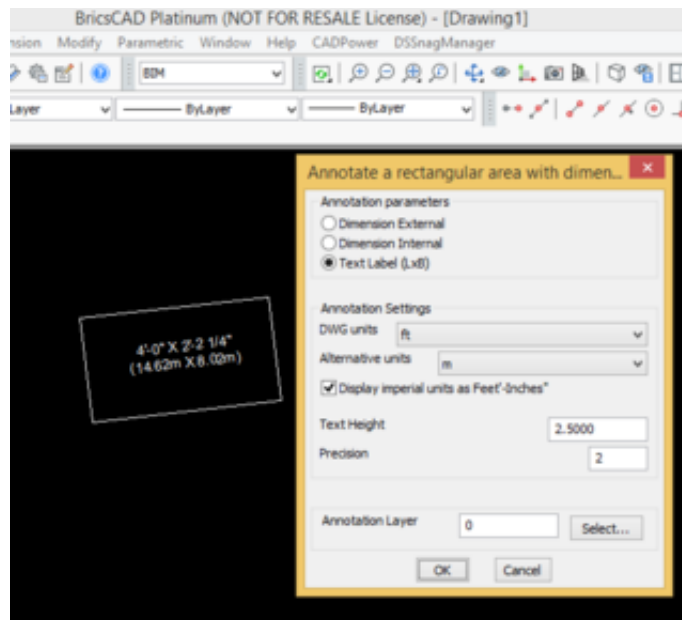 BricsCAD Platinum (NOT FOR RESALE License) - [Drawing1]
nsion Modify Parametric Window Help CADPower DSSnagManager
BIM
Layer ByLayer ByLayer
Annotate a rectangular area with dimen...
Annotation parameters
Dimension External
Dimension Internal
Text Label (LxB)
Annotation Settings
DWG units ft
Alternative units m
Display imperial units as Feet'-Inches"
Text Height 2.5000
Precision 2
Annotation Layer 0 Select...
OK Cancel
4'-0" X 2'-2 1/4"
(14.62m X 8.02m)